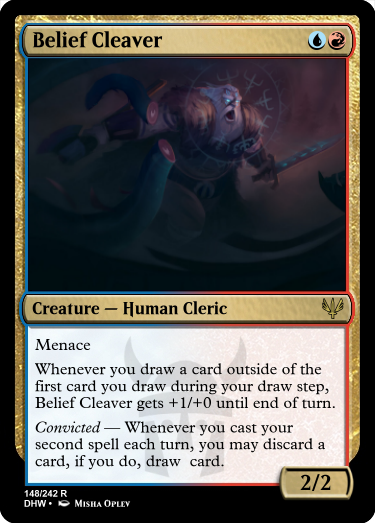 Belief Cleaver
Creature — Human Cleric
Menace
Whenever you draw a card outside of the
first card you draw during your draw step,
Belief Cleaver gets +1/+0 until end of turn.
Convicted — Whenever you cast your
second spell each turn, you may discard a
card, if you do, draw  card.
2/2
148/242 R
DHW • Misha Oplev